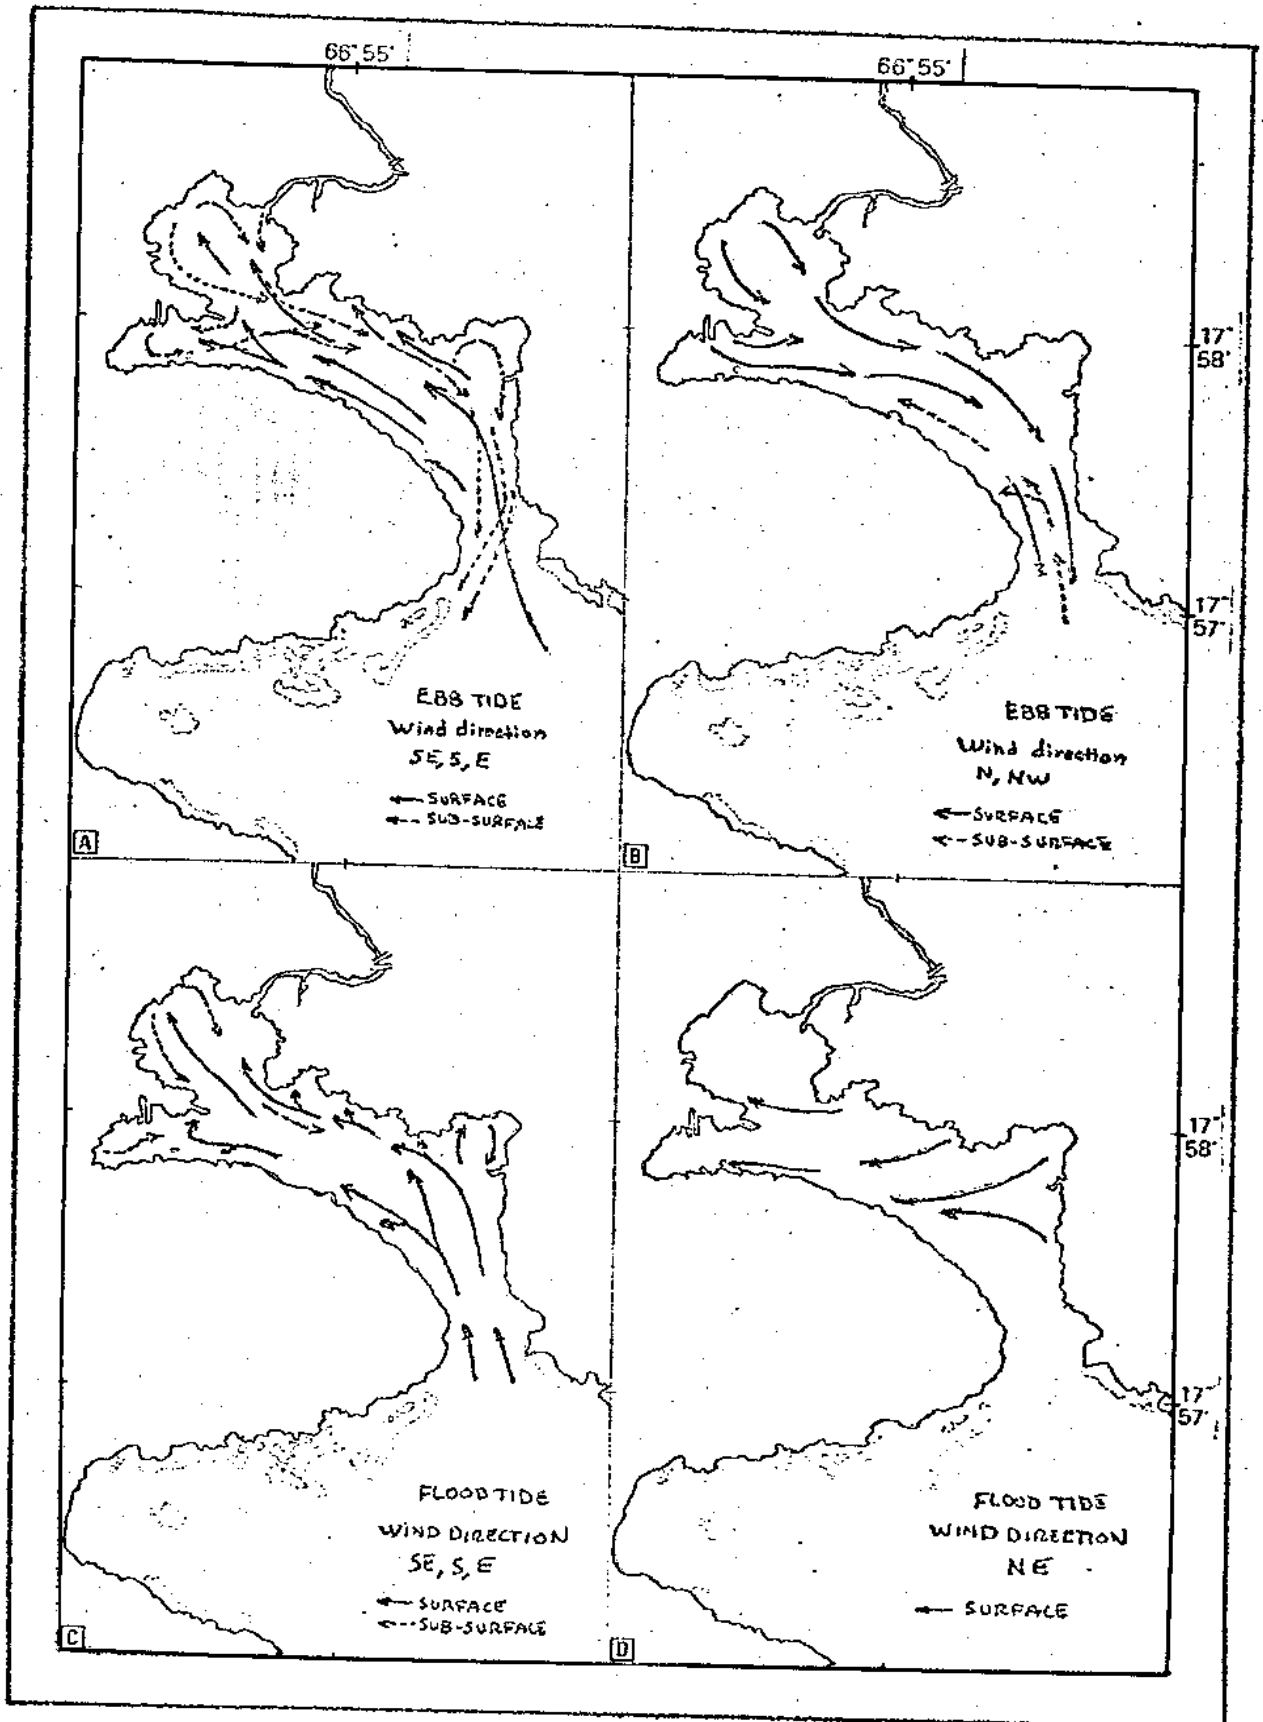 66°55'
66°55'
17°
58'
17°
57'
EBB TIDE
Wind direction
SE, S, E
SURFACE
SUB-SURFACE
A
EBB TIDE
Wind direction
N, NW
SURFACE
SUB-SURFACE
B
17°
58'
17°
57'
FLOOD TIDE
WIND DIRECTION
SE, S, E
SURFACE
SUB-SURFACE
C
FLOOD TIDE
WIND DIRECTION
NE
SURFACE
D